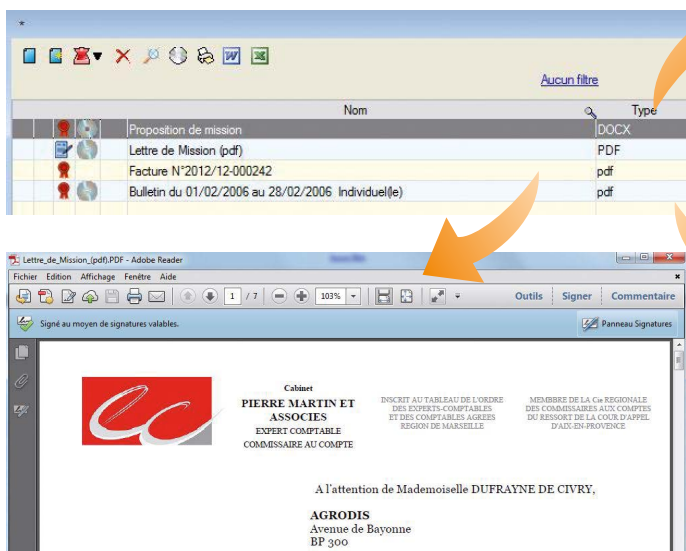 *
Aucun filtre
Nom Type
Proposition de mission DOCX
Lettre de Mission (pdf) PDF
Facture N°2012/12-000242 pdf
Bulletin du 01/02/2006 au 28/02/2006 Individuel(le) pdf
Lettre_de_Mission_(pdf).PDF - Adobe Reader
Fichier Edition Affichage Fenêtre Aide
1 / 7 103% Outils Signer Commentaire
Signé au moyen de signatures valables. Panneau Signatures
Cabinet
PIERRE MARTIN ET
ASSOCIES
EXPERT COMPTABLE
COMMISSAIRE AU COMPTE
INSCRIT AU TABLEAU DE L'ORDRE
DES EXPERTS-COMPTABLES
ET DES COMPTABLES AGREES
REGION DE MARSEILLE
MEMBRE DE LA Cie REGIONALE
DES COMMISSAIRES AUX COMPTES
DU RESSORT DE LA COUR D'APPEL
D'AIX-EN-PROVENCE
A l'attention de Mademoiselle DUFRAYNE DE CIVRY,
AGRODIS
Avenue de Bayonne
BP 300